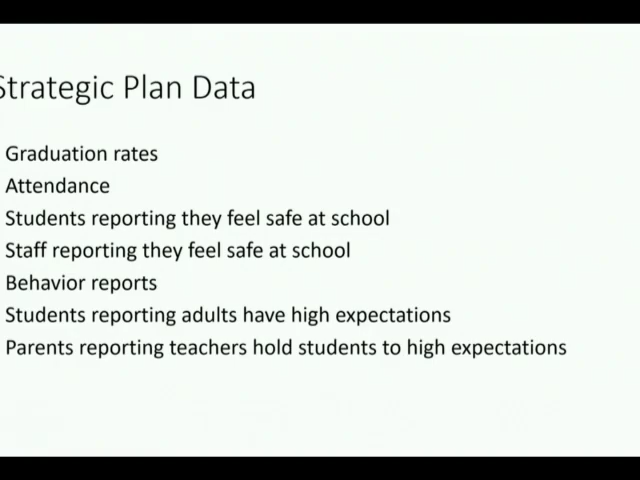 Strategic Plan Data
Graduation rates
Attendance
Students reporting they feel safe at school
Staff reporting they feel safe at school
Behavior reports
Students reporting adults have high expectations
Parents reporting teachers hold students to high expectations